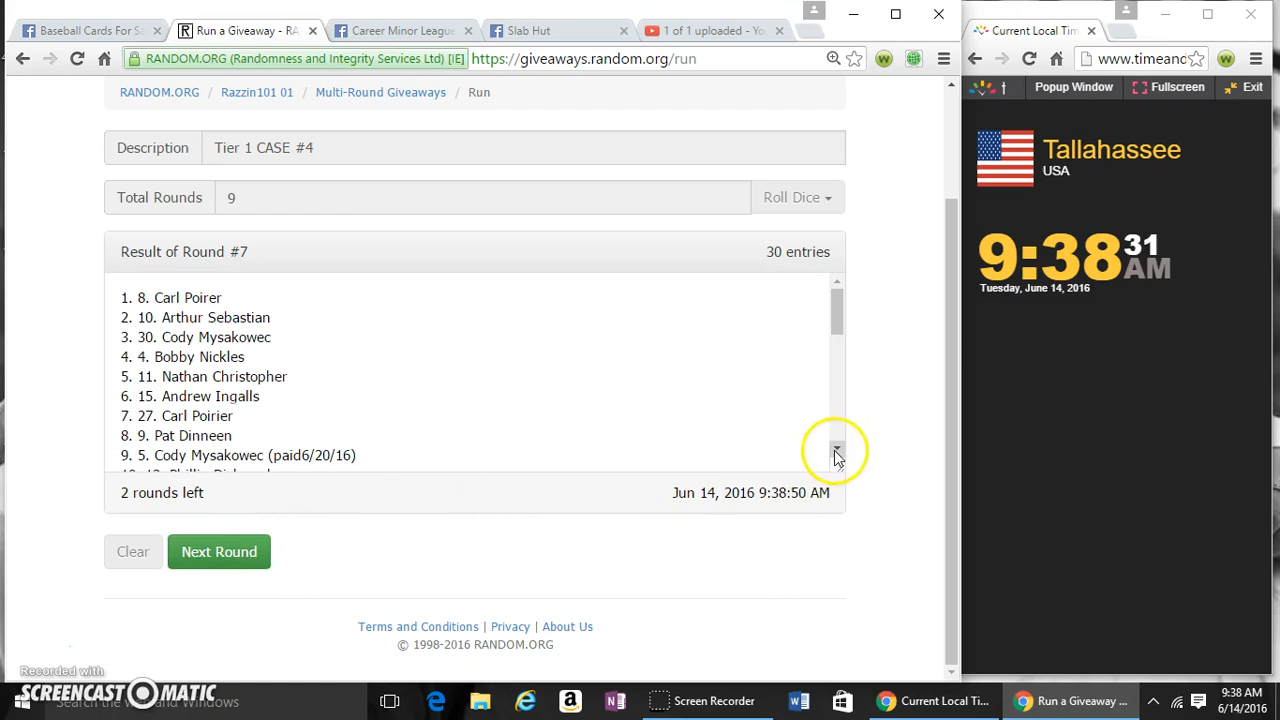 Baseball Cards For Sa
Run a Giveaway - RA
Career Minor League
Slab Hut
1 of 1 uploaded - Yo
Current Local Tim
RANDOM.ORG (Randomness and Integrity Services Ltd) [IE]
https://giveaways.random.org/run
www.timeand
RANDOM.ORG / Razzin101 01 / Multi-Round Giveaways / Run
Popup Window
Fullscreen
Exit
Description
Tier 1 CASE #4
Tallahassee
USA
Total Rounds
9
Roll Dice
Result of Round #7
30 entries
9:38 31 AM
Tuesday, June 14, 2016
1. 8. Carl Poirer
2. 10. Arthur Sebastian
3. 30. Cody Mysakowec
4. 4. Bobby Nickles
5. 11. Nathan Christopher
6. 15. Andrew Ingalls
7. 27. Carl Poirier
8. 9. Pat Dinneen
9. 5. Cody Mysakowec (paid6/20/16)
2 rounds left
Jun 14, 2016 9:38:50 AM
Clear
Next Round
Terms and Conditions | Privacy | About Us
© 1998-2016 RANDOM.ORG
Recorded with
SCREENCAST-O-MATIC
Search the web and Windows
Screen Recorder
Current Local Ti...
Run a Giveaway ...
9:38 AM
6/14/2016